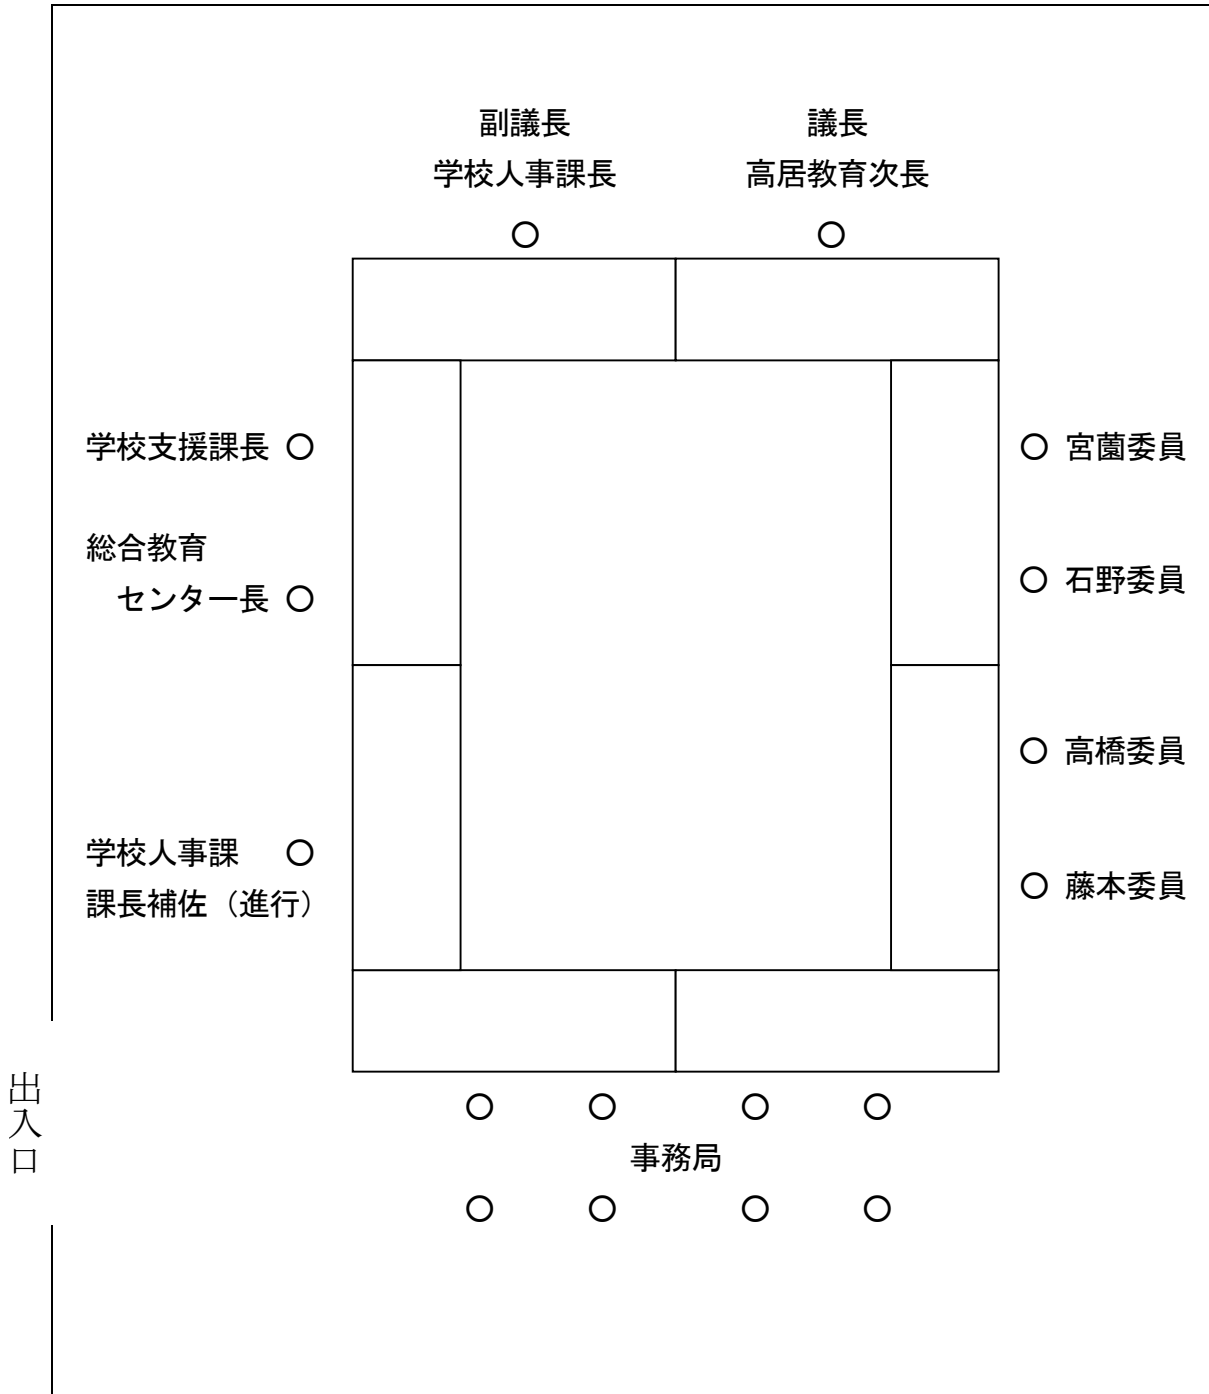 副議長
議長
学校人事課長
高居教育次長
学校支援課長
宮薗委員
総合教育
センター長
石野委員
高橋委員
学校人事課
課長補佐（進行）
藤本委員
出入口
事務局